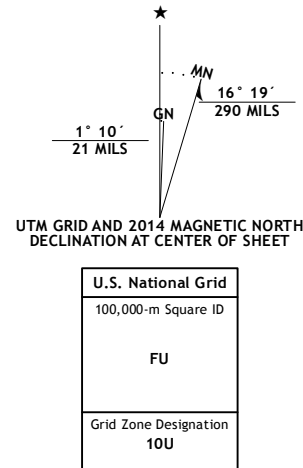 ★
MN
16° 19´
290 MILS
GN
1° 10´
21 MILS
UTM GRID AND 2014 MAGNETIC NORTH
DECLINATION AT CENTER OF SHEET
U.S. National Grid
100,000-m Square ID
FU
Grid Zone Designation
10U